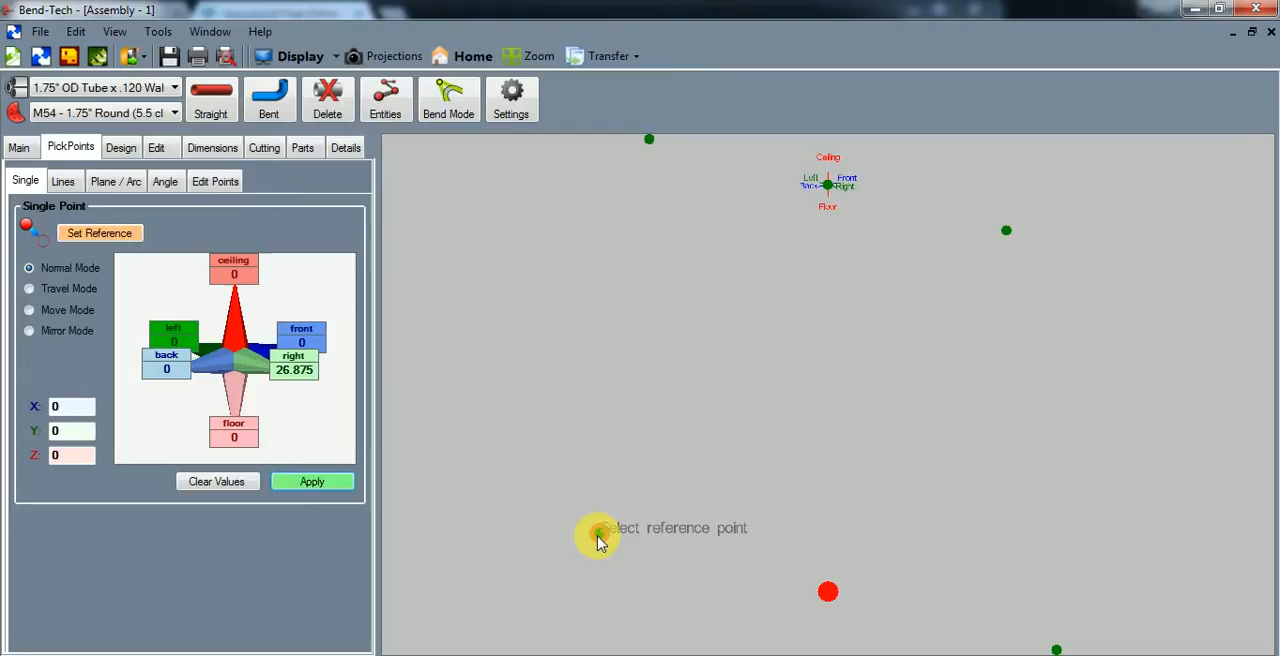 Bend-Tech - [Assembly - 1]
File Edit View Tools Window Help
Display Projections Home Zoom Transfer
1.75" OD Tube x .120 Wal
M54 - 1.75" Round (5.5 cl
Straight Bent Delete Entities Bend Mode Settings
Main PickPoints Design Edit Dimensions Cutting Parts Details
Single Lines Plane / Arc Angle Edit Points
Single Point
Set Reference
Normal Mode
Travel Mode
Move Mode
Mirror Mode
ceiling
0
left
0
front
0
back
0
right
26.875
floor
0
X: 0
Y: 0
Z: 0
Clear Values Apply
Ceiling
Left Front
Back Right
Floor
Select reference point